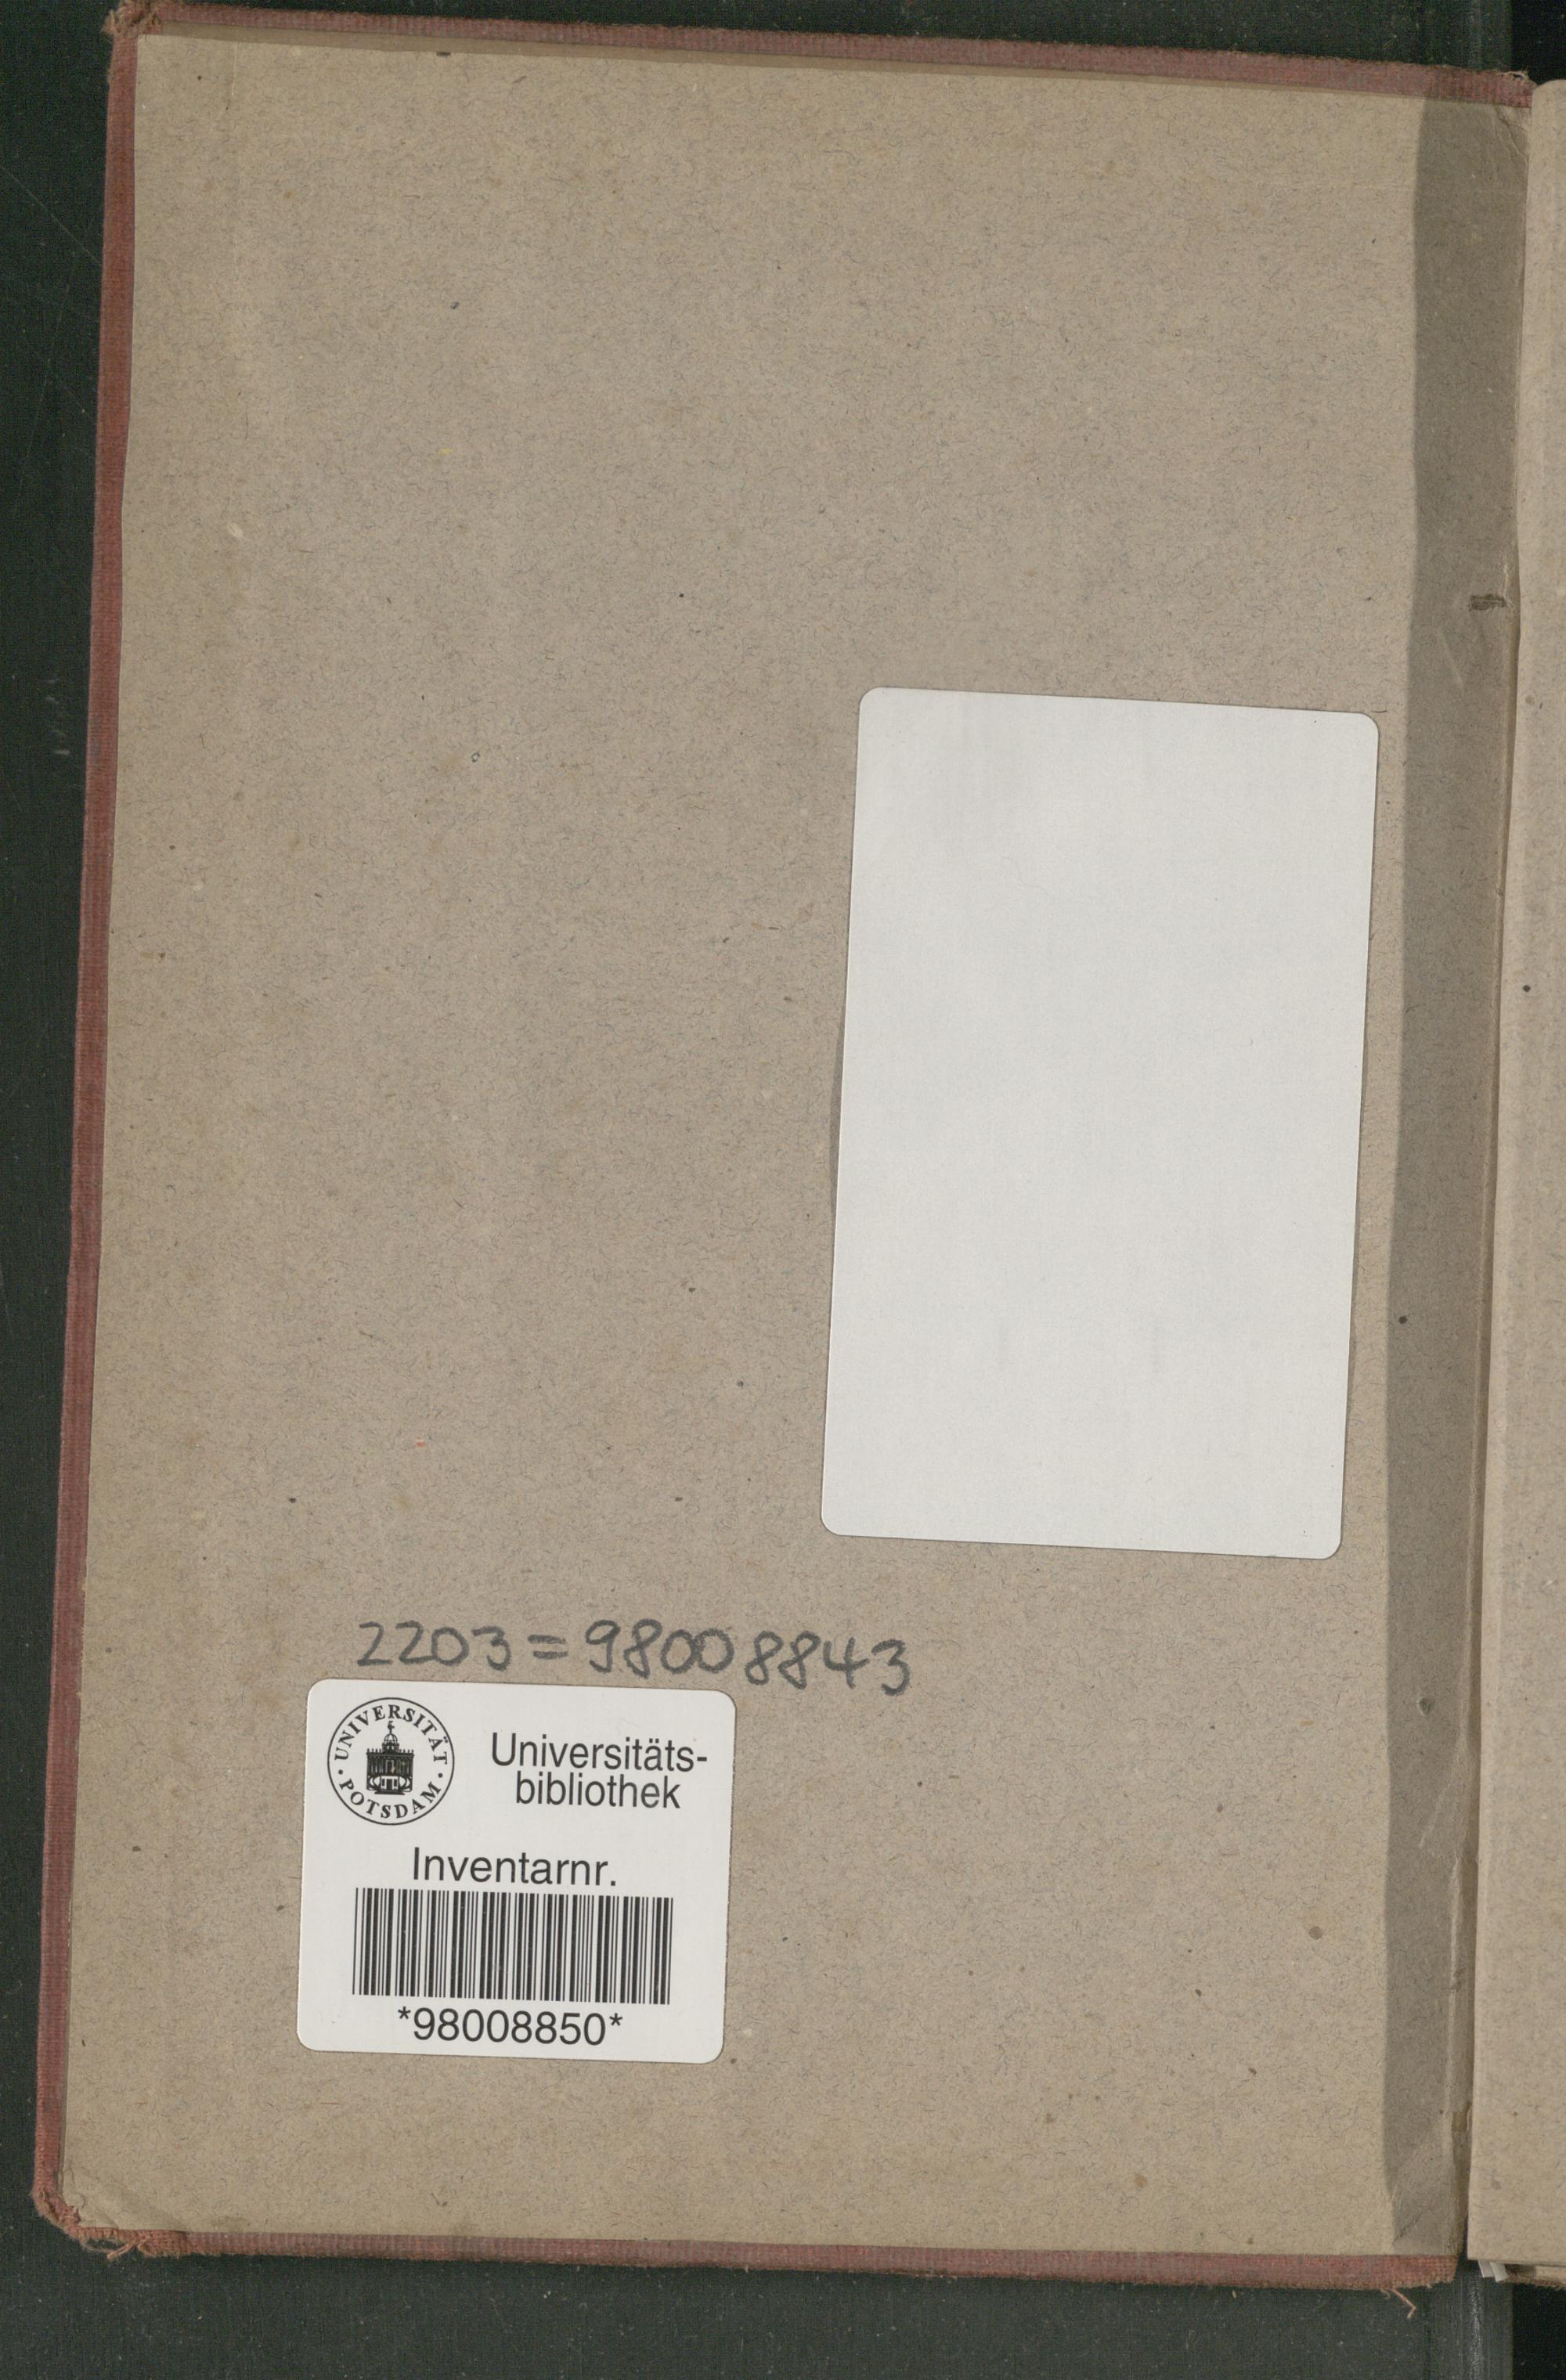 2203 = 98008843
UNIVERSITÄT
· POTSDAM ·
Universitäts-
bibliothek
Inventarnr.
*98008850*